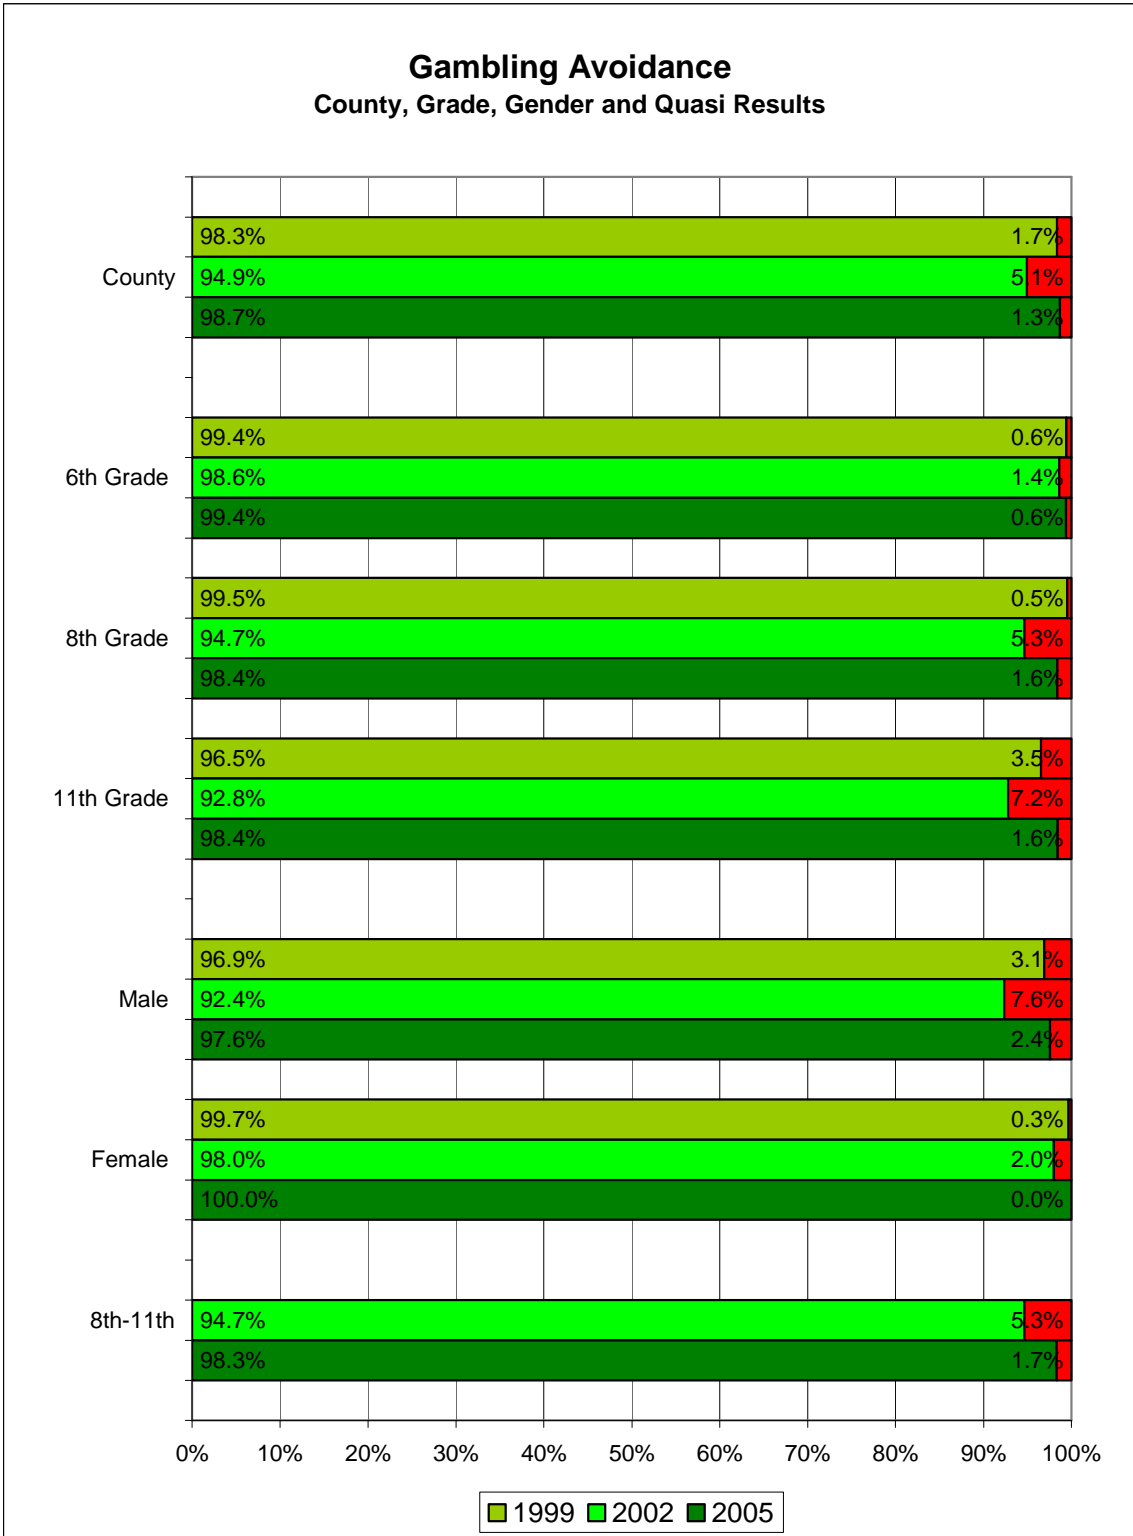 Gambling Avoidance
County, Grade, Gender and Quasi Results
98.3% 1.7%
County 94.9% 5.1%
98.7% 1.3%
99.4% 0.6%
6th Grade 98.6% 1.4%
99.4% 0.6%
99.5% 0.5%
8th Grade 94.7% 5.3%
98.4% 1.6%
96.5% 3.5%
11th Grade 92.8% 7.2%
98.4% 1.6%
96.9% 3.1%
Male 92.4% 7.6%
97.6% 2.4%
99.7% 0.3%
Female 98.0% 2.0%
100.0% 0.0%
8th-11th 94.7% 5.3%
98.3% 1.7%
0% 10% 20% 30% 40% 50% 60% 70% 80% 90% 100%
1999 2002 2005